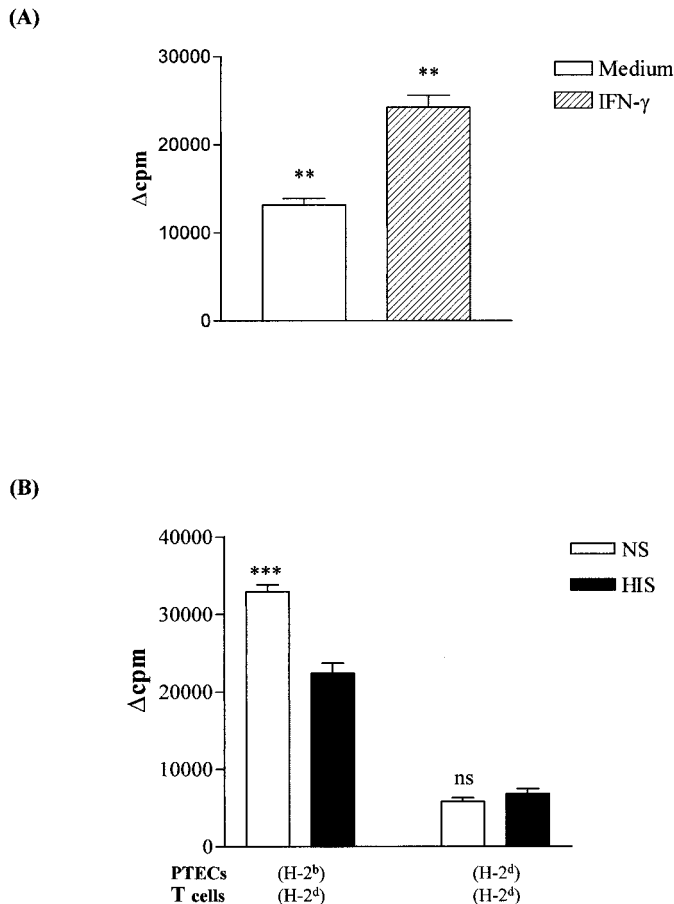 (A)
30000
20000
10000
0
Δcpm
**
**
Medium
IFN-γ
(B)
40000
30000
20000
10000
0
Δcpm
***
ns
NS
HIS
PTECs (H-2ᵇ) (H-2ᵈ)
T cells (H-2ᵈ) (H-2ᵈ)